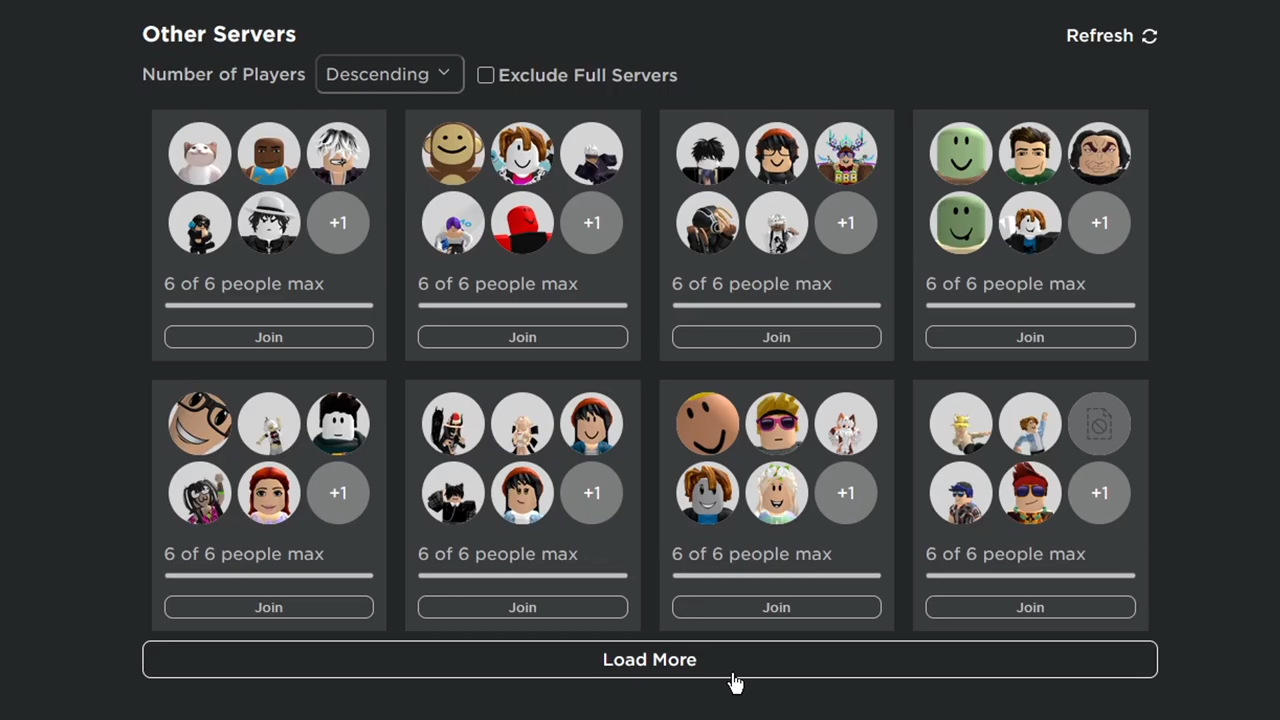 Other Servers
Refresh
Number of Players Descending Exclude Full Servers
+1 +1 +1 +1
6 of 6 people max 6 of 6 people max 6 of 6 people max 6 of 6 people max
Join Join Join Join
+1 +1 +1 +1
6 of 6 people max 6 of 6 people max 6 of 6 people max 6 of 6 people max
Join Join Join Join
Load More